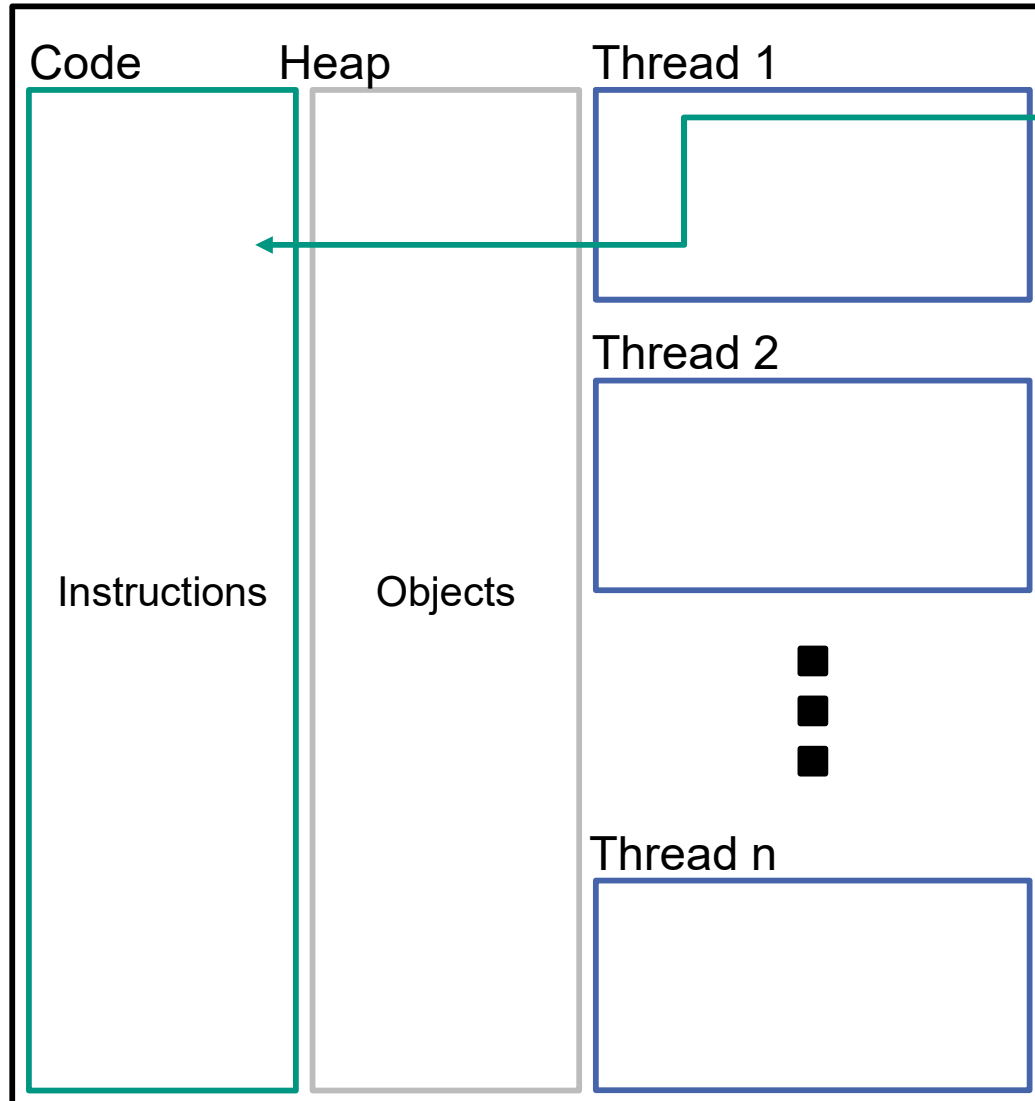 Code
Heap
Thread 1
Thread 2
Instructions
Objects
Thread n